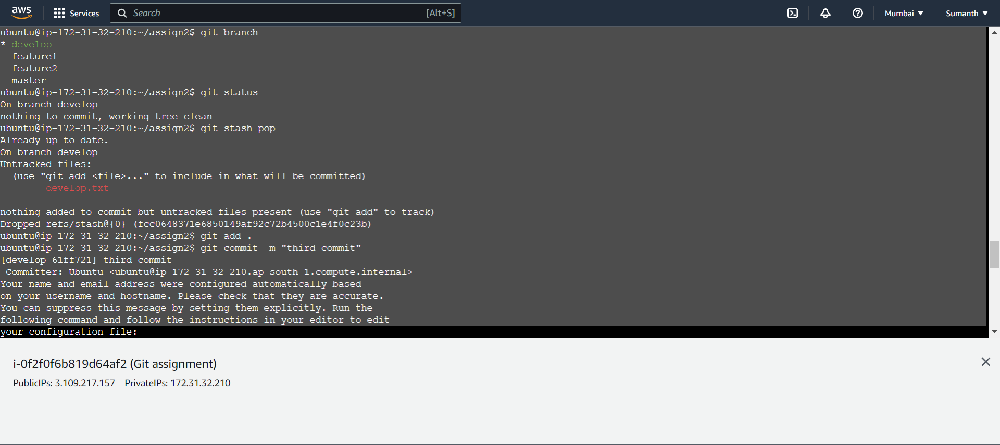 aws Services Search [Alt+S] Mumbai ▼ Sumanth ▼
ubuntu@ip-172-31-32-210:~/assign2$ git branch
* develop
  feature1
  feature2
  master
ubuntu@ip-172-31-32-210:~/assign2$ git status
On branch develop
nothing to commit, working tree clean
ubuntu@ip-172-31-32-210:~/assign2$ git stash pop
Already up to date.
On branch develop
Untracked files:
  (use "git add <file>..." to include in what will be committed)
        develop.txt

nothing added to commit but untracked files present (use "git add" to track)
Dropped refs/stash@{0} (fcc0648371e6850149af92c72b4500c1e4f0c23b)
ubuntu@ip-172-31-32-210:~/assign2$ git add .
ubuntu@ip-172-31-32-210:~/assign2$ git commit -m "third commit"
[develop 61ff721] third commit
 Committer: Ubuntu <ubuntu@ip-172-31-32-210.ap-south-1.compute.internal>
Your name and email address were configured automatically based
on your username and hostname. Please check that they are accurate.
You can suppress this message by setting them explicitly. Run the
following command and follow the instructions in your editor to edit
your configuration file:
i-0f2f0f6b819d64af2 (Git assignment)
PublicIPs: 3.109.217.157 PrivateIPs: 172.31.32.210